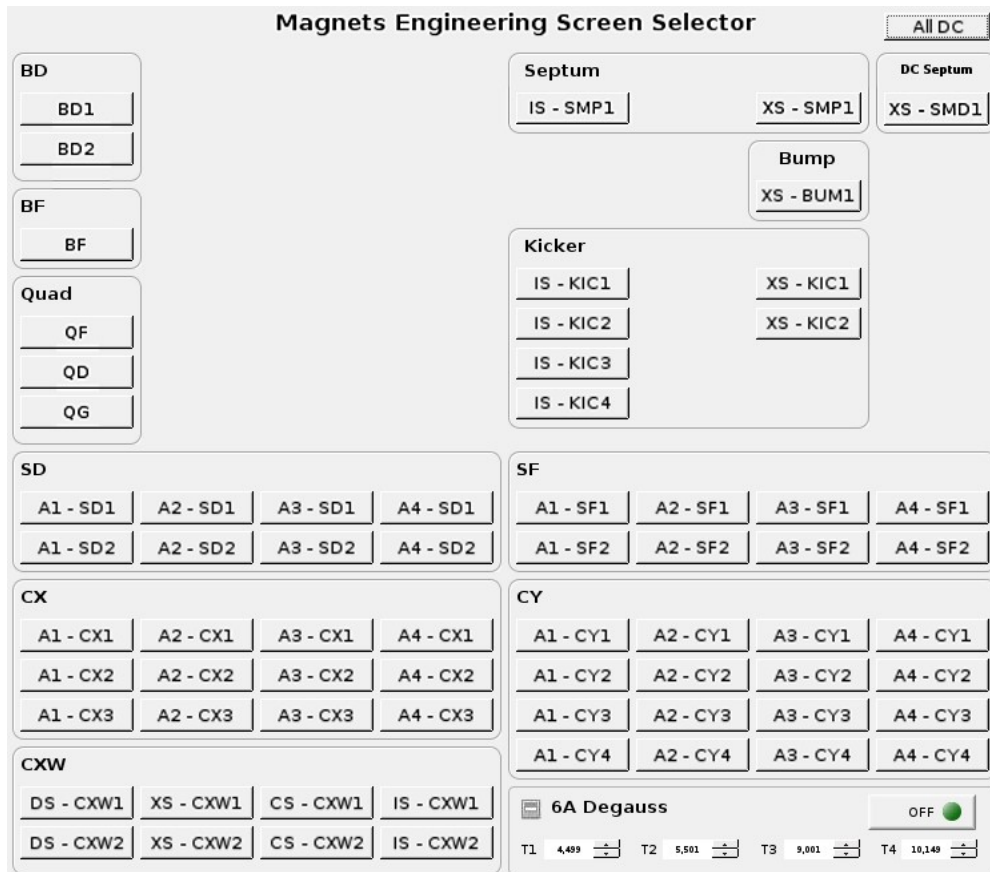 Magnets Engineering Screen Selector
All DC
BD
BD1
BD2
BF
BF
Quad
QF
QD
QG
Septum
IS - SMP1 XS - SMP1
DC Septum
XS - SMD1
Bump
XS - BUM1
Kicker
IS - KIC1 XS - KIC1
IS - KIC2 XS - KIC2
IS - KIC3
IS - KIC4
SD
A1 - SD1 A2 - SD1 A3 - SD1 A4 - SD1
A1 - SD2 A2 - SD2 A3 - SD2 A4 - SD2
SF
A1 - SF1 A2 - SF1 A3 - SF1 A4 - SF1
A1 - SF2 A2 - SF2 A3 - SF2 A4 - SF2
CX
A1 - CX1 A2 - CX1 A3 - CX1 A4 - CX1
A1 - CX2 A2 - CX2 A3 - CX2 A4 - CX2
A1 - CX3 A2 - CX3 A3 - CX3 A4 - CX3
CY
A1 - CY1 A2 - CY1 A3 - CY1 A4 - CY1
A1 - CY2 A2 - CY2 A3 - CY2 A4 - CY2
A1 - CY3 A2 - CY3 A3 - CY3 A4 - CY3
A1 - CY4 A2 - CY4 A3 - CY4 A4 - CY4
CXW
DS - CXW1 XS - CXW1 CS - CXW1 IS - CXW1
DS - CXW2 XS - CXW2 CS - CXW2 IS - CXW2
6A Degauss OFF
T1 4,499 T2 5,501 T3 9,001 T4 10,149